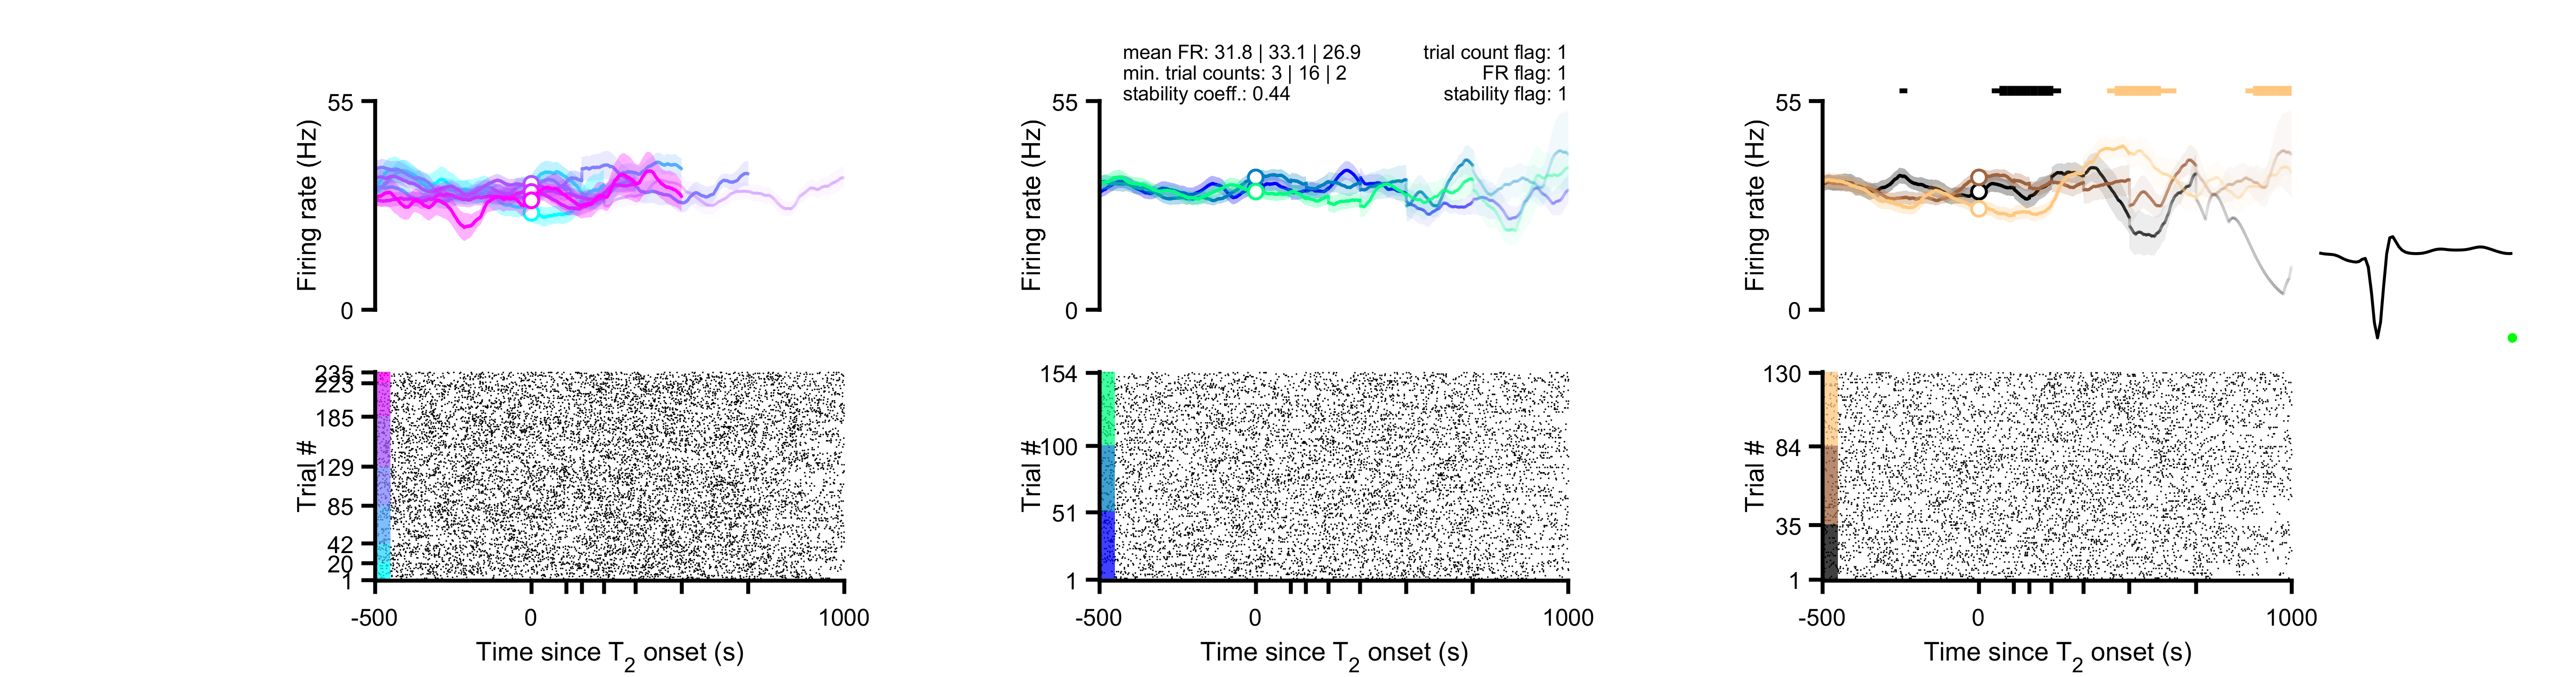 mean FR: 31.8 | 33.1 | 26.9
trial count flag: 1
min. trial counts: 3 | 16 | 2
FR flag: 1
stability coeff.: 0.44
stability flag: 1
55
Firing rate (Hz)
0
55
Firing rate (Hz)
0
55
Firing rate (Hz)
0
235
223
185
129
85
42
20
1
Trial #
-500
0
1000
Time since T2 onset (s)
154
100
51
1
Trial #
-500
0
1000
Time since T2 onset (s)
130
84
35
1
Trial #
-500
0
1000
Time since T2 onset (s)